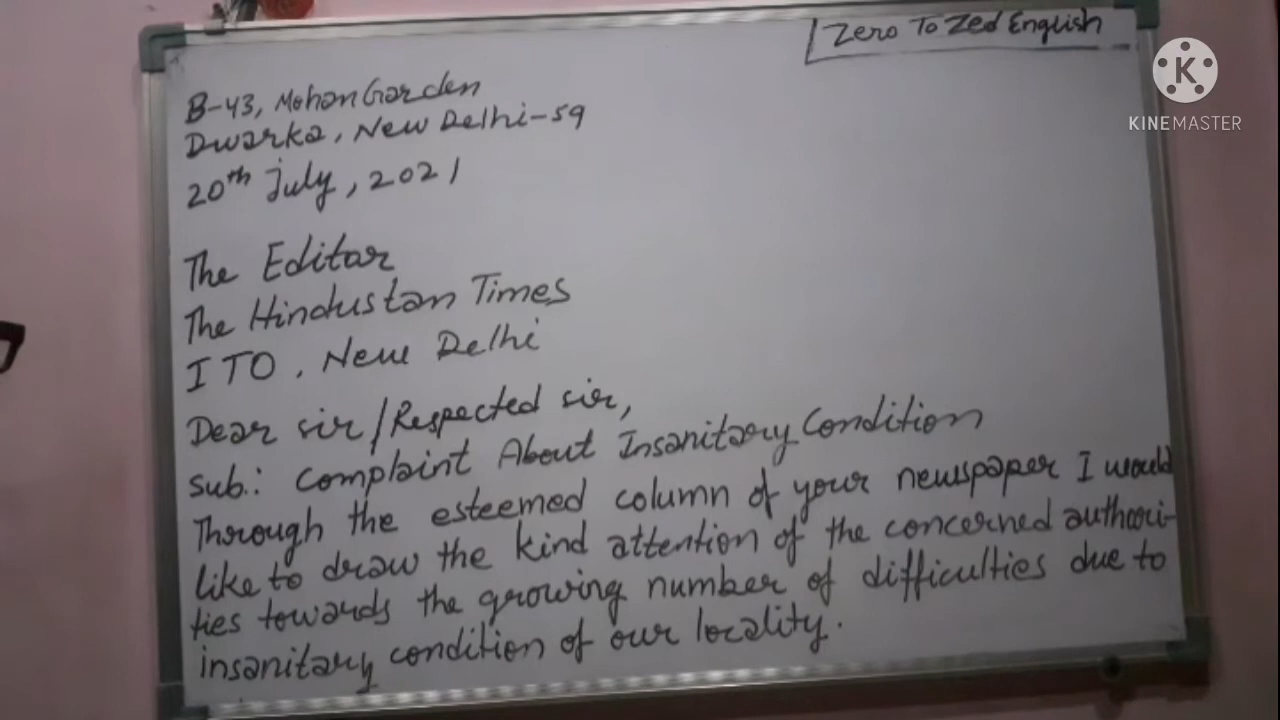 Zero To Zed English
KINEMASTER
B-43, Mohan Garden
Dwarka, New Delhi-59
20th July, 2021
The Editar
The Hindustan Times
ITO, New Delhi
Dear sir/Respected sir,
Sub.: Complaint About Insanitary Condition
Through the esteemed column of your newspaper I would
like to draw the kind attention of the concerned authori-
ties towards the growing number of difficulties due to
insanitary condition of our locality.